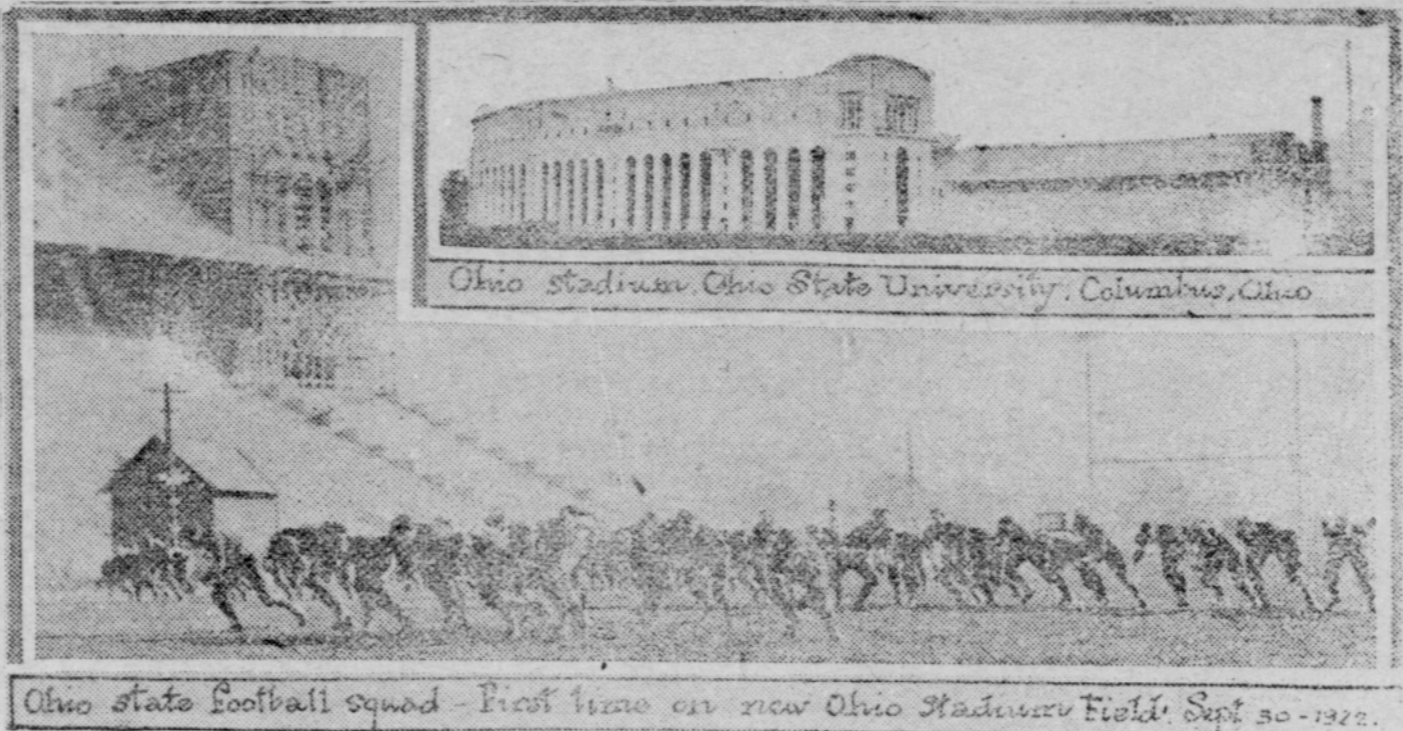 Ohio stadium, Ohio State University, Columbus, Ohio
Ohio state football squad - First time on new Ohio Stadium Field. Sept 30-1922.